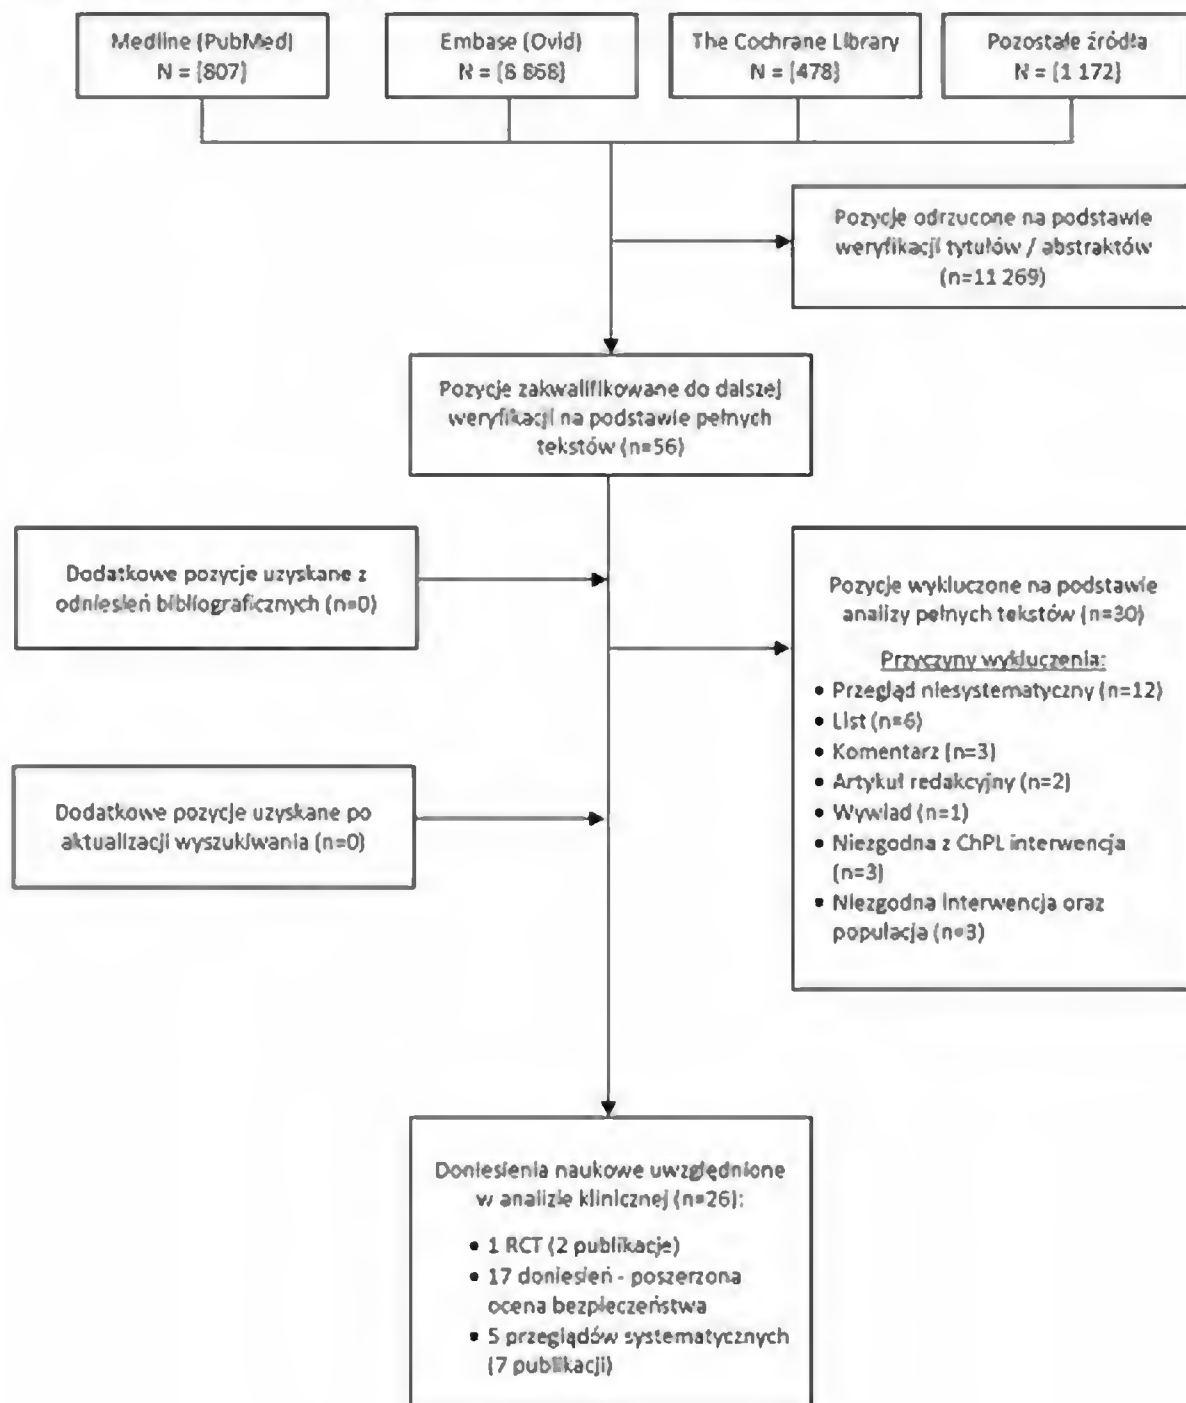 Medline (PubMed)
N = {807}
Embase (Ovid)
N = {8 868}
The Cochrane Library
N = {478}
Pozostałe źródła
N = {1 172}
Pozycje odrzucone na podstawie
weryfikacji tytułów / abstraktów
(n=11 269)
Pozycje zakwalifikowane do dalszej
weryfikacji na podstawie pełnych
tekstów (n=56)
Dodatkowe pozycje uzyskane z
odniesień bibliograficznych (n=0)
Pozycje wykluczone na podstawie
analizy pełnych tekstów (n=30)
Przyczyny wykluczenia:
• Przegląd niesystematyczny (n=12)
• List (n=6)
• Komentarz (n=3)
• Artykuł redakcyjny (n=2)
• Wywiad (n=1)
• Niezgodna z ChPL interwencja
(n=3)
• Niezgodna interwencja oraz
populacja (n=3)
Dodatkowe pozycje uzyskane po
aktualizacji wyszukiwania (n=0)
Doniesienia naukowe uwzględnione
w analizie klinicznej (n=26):
• 1 RCT (2 publikacje)
• 17 doniesień - poszerzona
ocena bezpieczeństwa
• 5 przeglądów systematycznych
(7 publikacji)